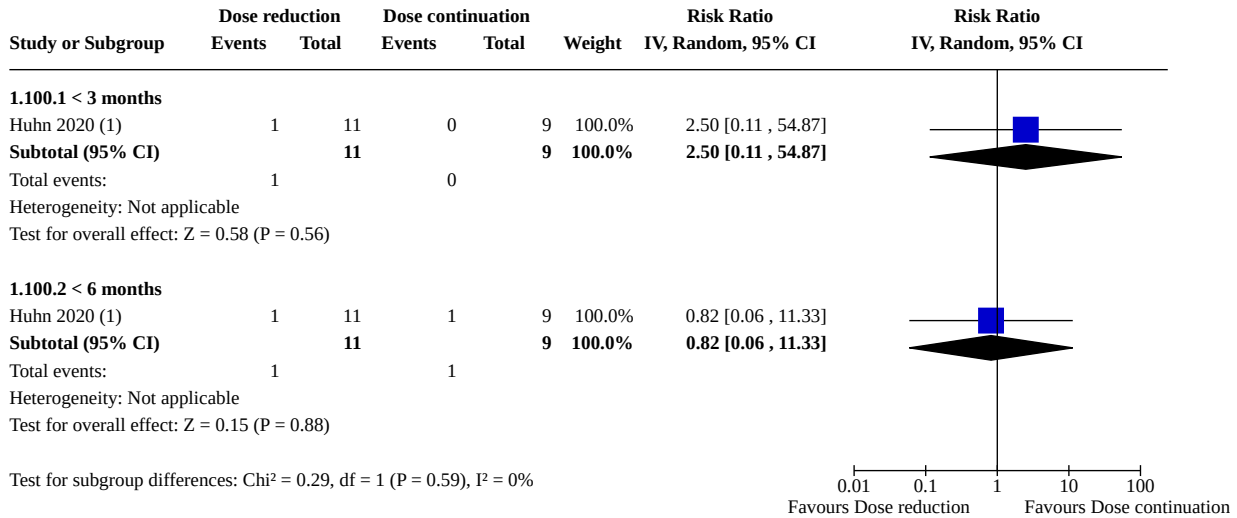 Dose reduction Dose continuation Risk Ratio Risk Ratio
Study or Subgroup Events Total Events Total Weight IV, Random, 95% CI IV, Random, 95% CI
1.100.1 < 3 months
Huhn 2020 (1) 1 11 0 9 100.0% 2.50 [0.11 , 54.87]
Subtotal (95% CI) 11 9 100.0% 2.50 [0.11 , 54.87]
Total events: 1 0
Heterogeneity: Not applicable
Test for overall effect: Z = 0.58 (P = 0.56)
1.100.2 < 6 months
Huhn 2020 (1) 1 11 1 9 100.0% 0.82 [0.06 , 11.33]
Subtotal (95% CI) 11 9 100.0% 0.82 [0.06 , 11.33]
Total events: 1 1
Heterogeneity: Not applicable
Test for overall effect: Z = 0.15 (P = 0.88)
Test for subgroup differences: Chi² = 0.29, df = 1 (P = 0.59), I² = 0%
0.01 0.1 1 10 100
Favours Dose reduction Favours Dose continuation